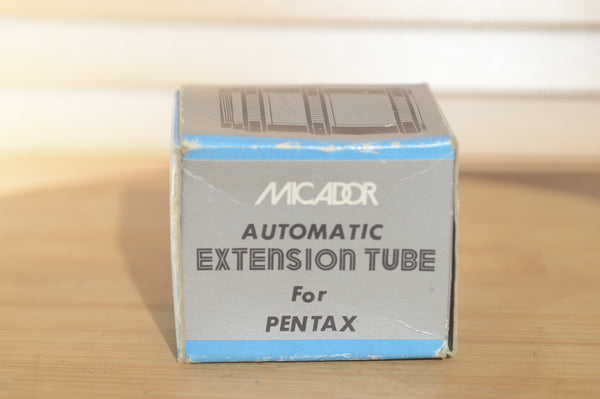 MICADOR
AUTOMATIC
EXTENSION TUBE
For
PENTAX